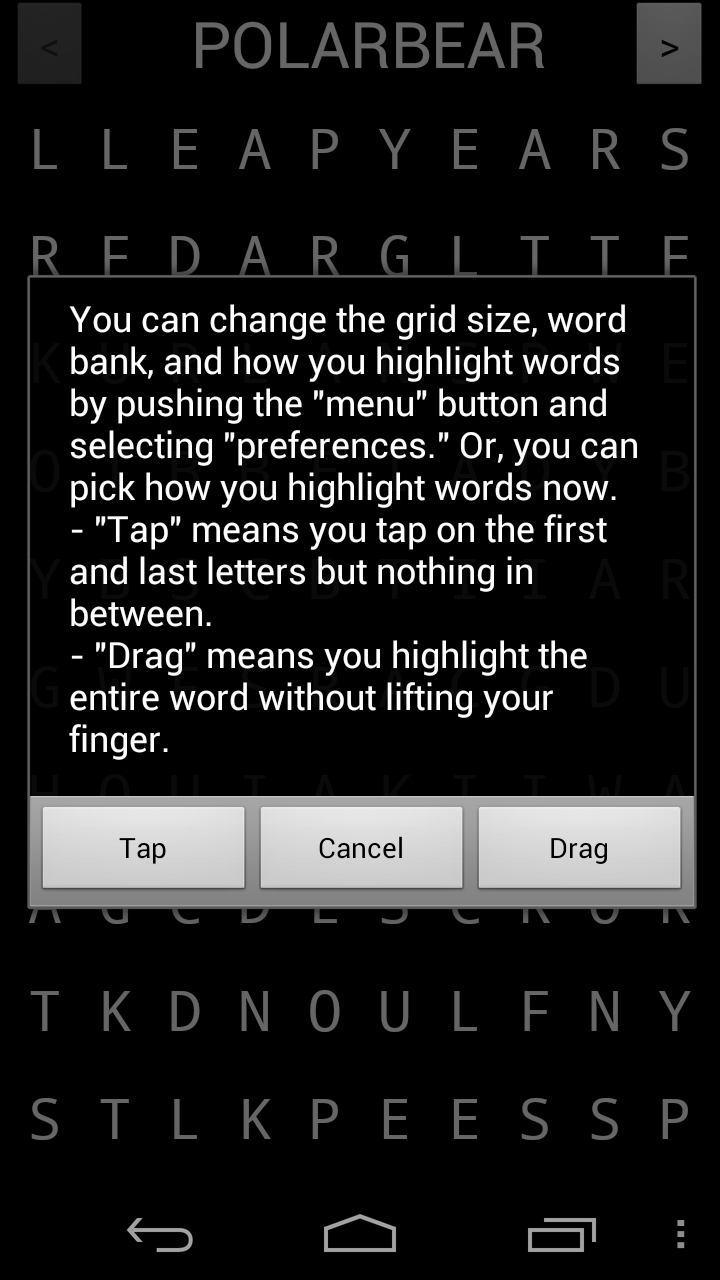 < POLARBEAR >
L L E A P Y E A R S
R F D A R G L T T F
You can change the grid size, word
bank, and how you highlight words
by pushing the "menu" button and
selecting "preferences." Or, you can
pick how you highlight words now.
- "Tap" means you tap on the first
and last letters but nothing in
between.
- "Drag" means you highlight the
entire word without lifting your
finger.
Tap Cancel Drag
T K D N O U L F N Y
S T L K P E E S S P